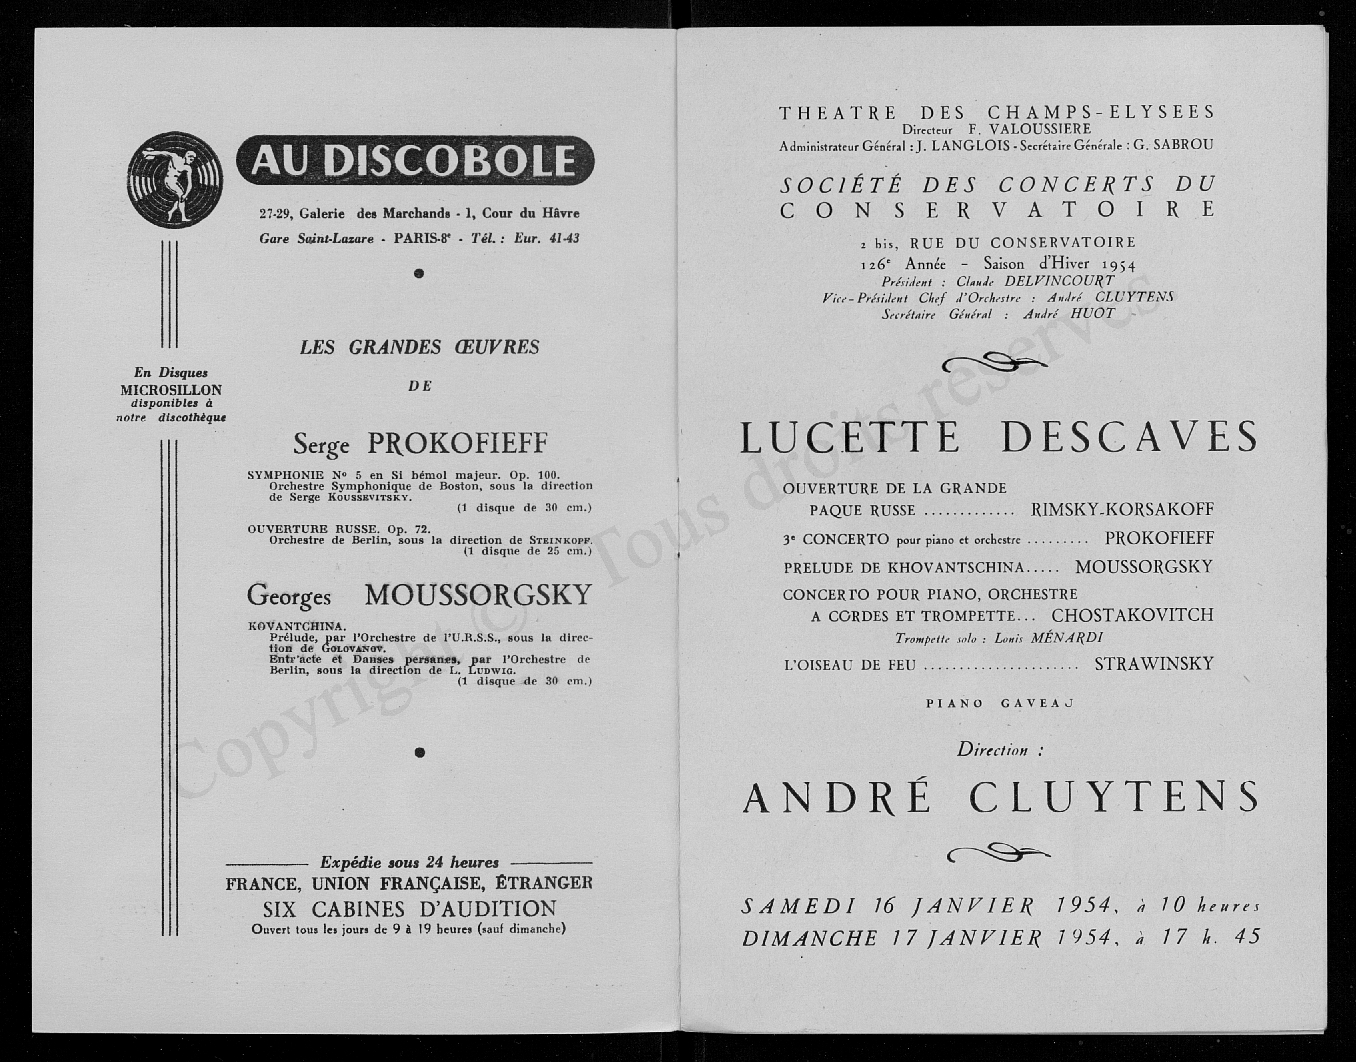 AU DISCOBOLE
27-29, Galerie des Marchands - 1, Cour du Hâvre
Gare Saint-Lazare - PARIS-8e - Tél. : Eur. 41-43
En Disques
MICROSILLON
disponibles à
notre discothèque
LES GRANDES ŒUVRES
DE
Serge PROKOFIEFF
SYMPHONIE No 5 en Si bémol majeur. Op. 100.
Orchestre Symphonique de Boston, sous la direction
de Serge KOUSSEVITSKY.
(1 disque de 30 cm.)
OUVERTURE RUSSE. Op. 72.
Orchestre de Berlin, sous la direction de STEINKOPF.
(1 disque de 25 cm.)
Georges MOUSSORGSKY
KOVANTCHINA.
Prélude, par l'Orchestre de l'U.R.S.S., sous la direc-
tion de GOLOVANOV.
Entr'acte et Danses persanes, par l'Orchestre de
Berlin, sous la direction de L. LUDWIG.
(1 disque de 30 cm.)
Expédie sous 24 heures
FRANCE, UNION FRANÇAISE, ÉTRANGER
SIX CABINES D'AUDITION
Ouvert tous les jours de 9 à 19 heures (sauf dimanche)
THEATRE DES CHAMPS-ELYSEES
Directeur F. VALOUSSIERE
Administrateur Général : J. LANGLOIS - Secrétaire Générale : G. SABROU
SOCIÉTÉ DES CONCERTS DU
CONSERVATOIRE
2 bis, RUE DU CONSERVATOIRE
126e Année - Saison d'Hiver 1954
Président : Claude DELVINCOURT
Vice-Président Chef d'Orchestre : André CLUYTENS
Secrétaire Général : André HUOT
LUCETTE DESCAVES
OUVERTURE DE LA GRANDE
PAQUE RUSSE ............. RIMSKY-KORSAKOFF
3e CONCERTO pour piano et orchestre ......... PROKOFIEFF
PRELUDE DE KHOVANTSCHINA..... MOUSSORGSKY
CONCERTO POUR PIANO, ORCHESTRE
A CORDES ET TROMPETTE... CHOSTAKOVITCH
Trompette solo : Louis MÉNARDI
L'OISEAU DE FEU ...................... STRAWINSKY
PIANO GAVEAU
Direction :
ANDRÉ CLUYTENS
SAMEDI 16 JANVIER 1954, à 10 heures
DIMANCHE 17 JANVIER 1954, à 17 h. 45
Copyright © Tous droits réservés